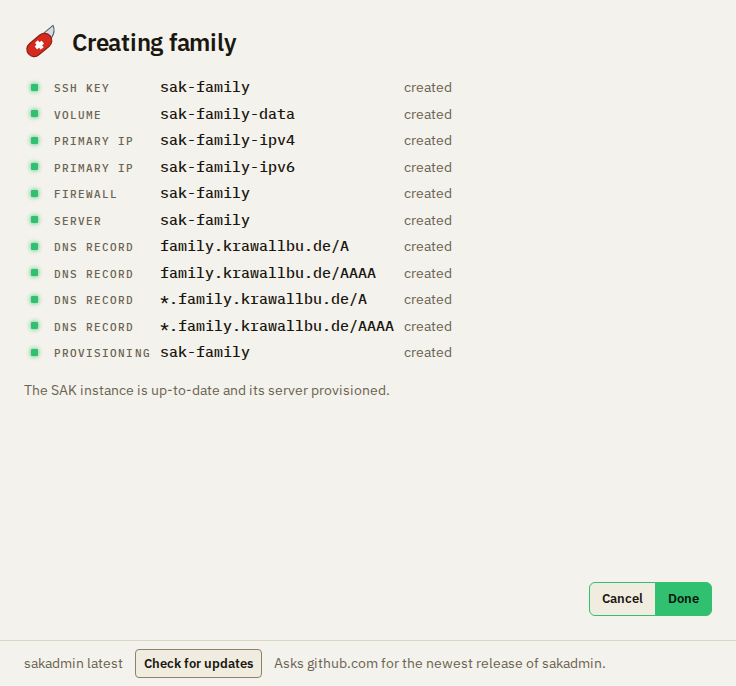 Creating family
SSH KEY sak-family created
VOLUME sak-family-data created
PRIMARY IP sak-family-ipv4 created
PRIMARY IP sak-family-ipv6 created
FIREWALL sak-family created
SERVER sak-family created
DNS RECORD family.krawallbu.de/A created
DNS RECORD family.krawallbu.de/AAAA created
DNS RECORD *.family.krawallbu.de/A created
DNS RECORD *.family.krawallbu.de/AAAA created
PROVISIONING sak-family created
The SAK instance is up-to-date and its server provisioned.
Cancel Done
sakadmin latest Check for updates Asks github.com for the newest release of sakadmin.